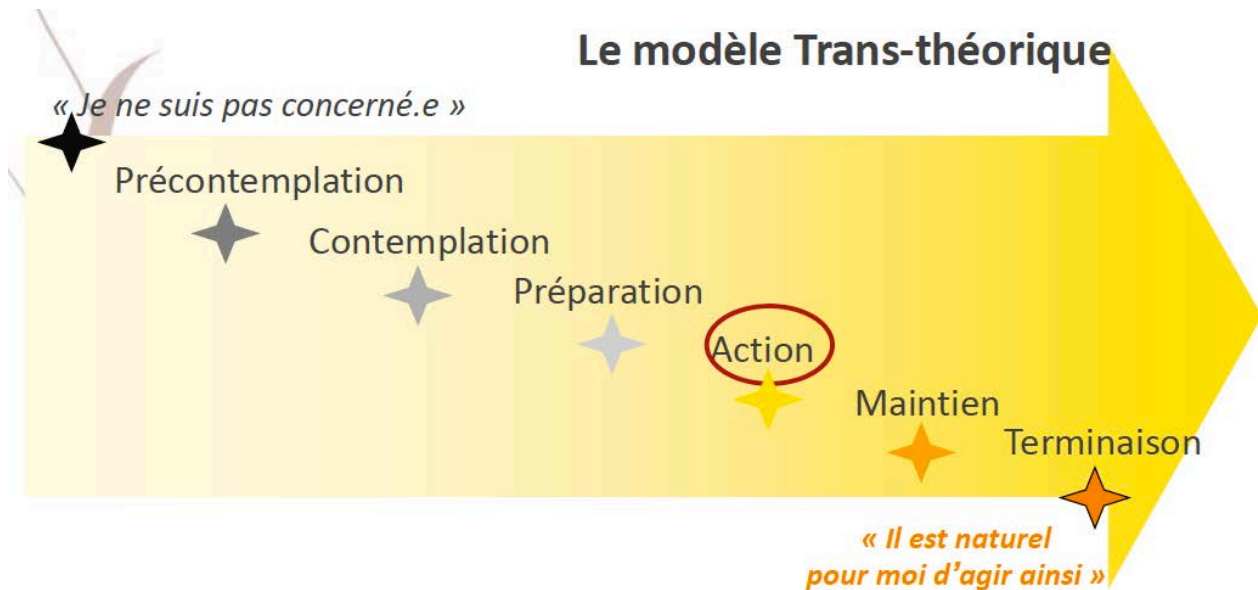 Le modèle Trans-théorique
« Je ne suis pas concerné.e »
Précontemplation
Contemplation
Préparation
Action
Maintien
Terminaison
« Il est naturel
pour moi d’agir ainsi »